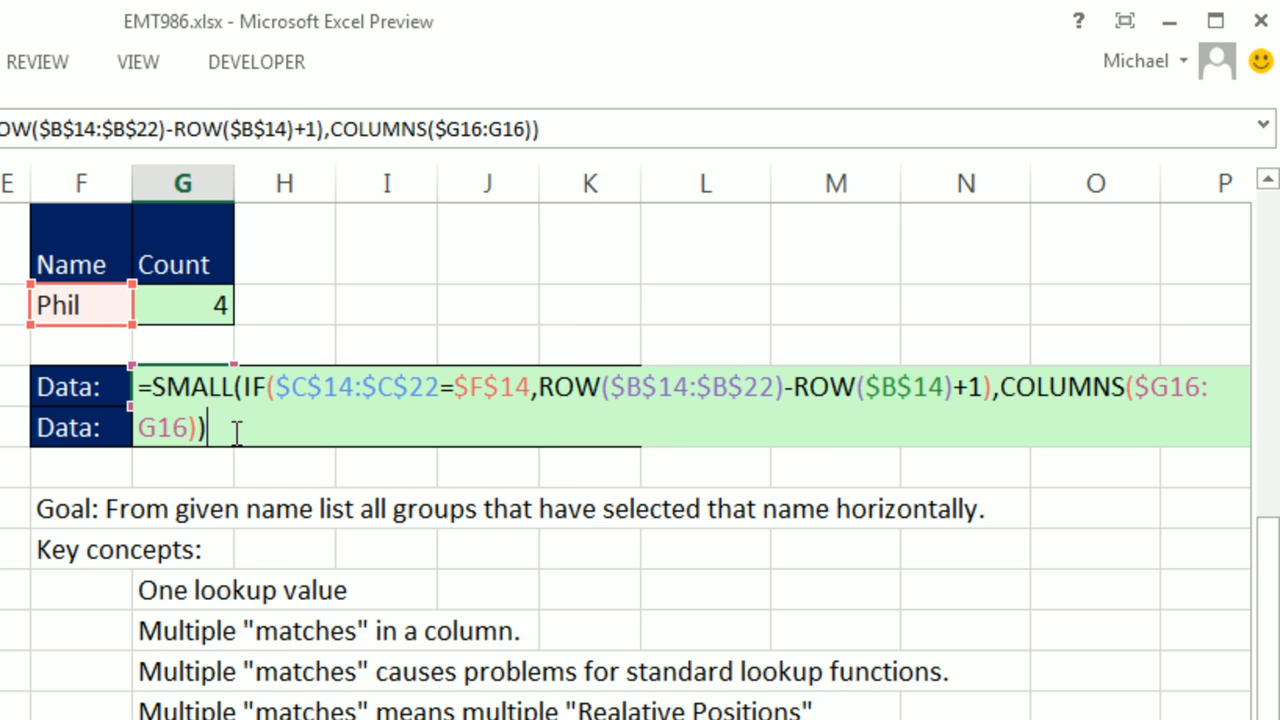 EMT986.xlsx - Microsoft Excel Preview
?
REVIEW VIEW DEVELOPER Michael
OW($B$14:$B$22)-ROW($B$14)+1),COLUMNS($G16:G16))
E F G H I J K L M N O P
Name Count
Phil 4
Data: =SMALL(IF($C$14:$C$22=$F$14,ROW($B$14:$B$22)-ROW($B$14)+1),COLUMNS($G16:
Data: G16))
Goal: From given name list all groups that have selected that name horizontally.
Key concepts:
One lookup value
Multiple "matches" in a column.
Multiple "matches" causes problems for standard lookup functions.
Multiple "matches" means multiple "Realative Positions"